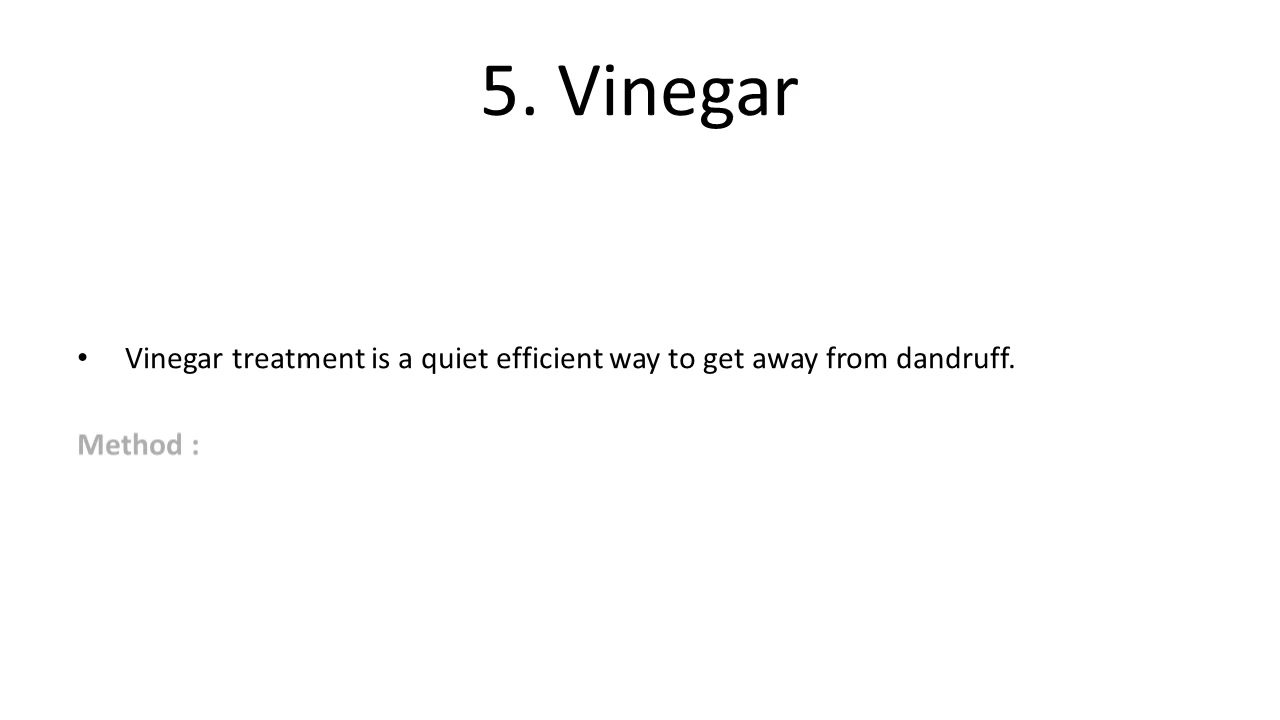 5. Vinegar
• Vinegar treatment is a quiet efficient way to get away from dandruff.
Method :